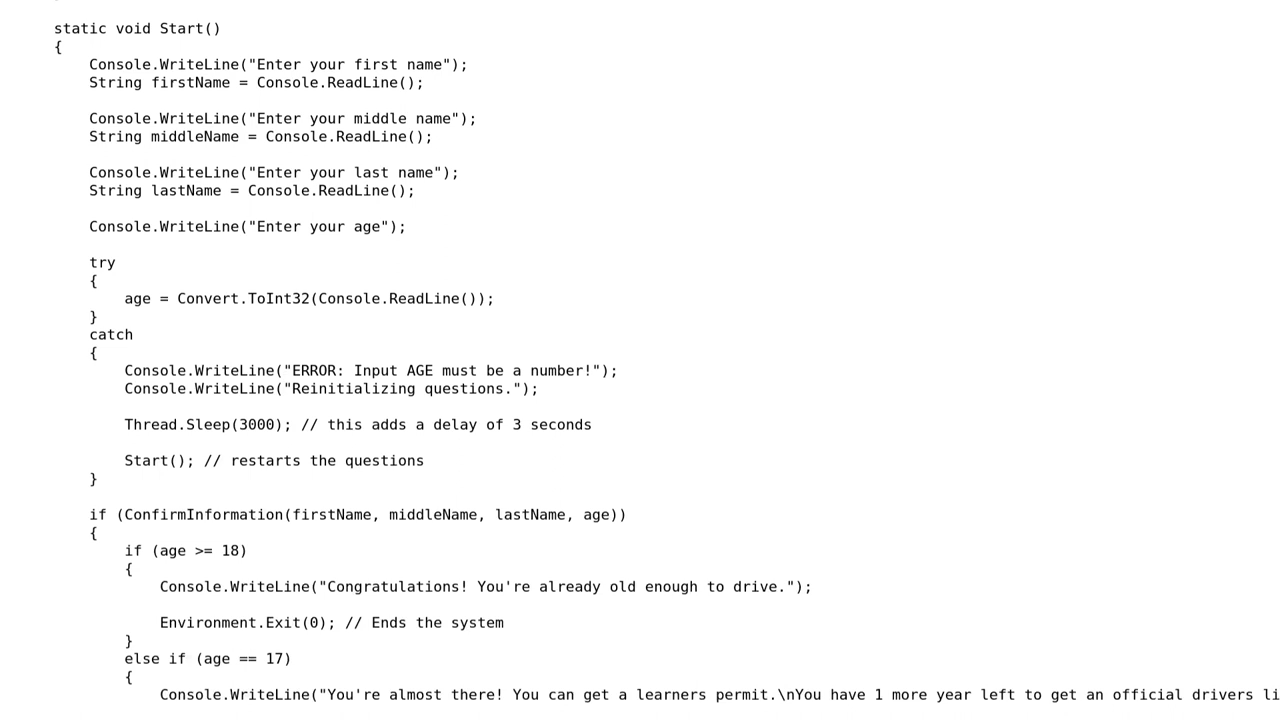 static void Start()
{
Console.WriteLine("Enter your first name");
String firstName = Console.ReadLine();
Console.WriteLine("Enter your middle name");
String middleName = Console.ReadLine();
Console.WriteLine("Enter your last name");
String lastName = Console.ReadLine();
Console.WriteLine("Enter your age");
try
{
age = Convert.ToInt32(Console.ReadLine());
}
catch
{
Console.WriteLine("ERROR: Input AGE must be a number!");
Console.WriteLine("Reinitializing questions.");
Thread.Sleep(3000); // this adds a delay of 3 seconds
Start(); // restarts the questions
}
if (ConfirmInformation(firstName, middleName, lastName, age))
{
if (age >= 18)
{
Console.WriteLine("Congratulations! You're already old enough to drive.");
Environment.Exit(0); // Ends the system
}
else if (age == 17)
{
Console.WriteLine("You're almost there! You can get a learners permit.\nYou have 1 more year left to get an official drivers li